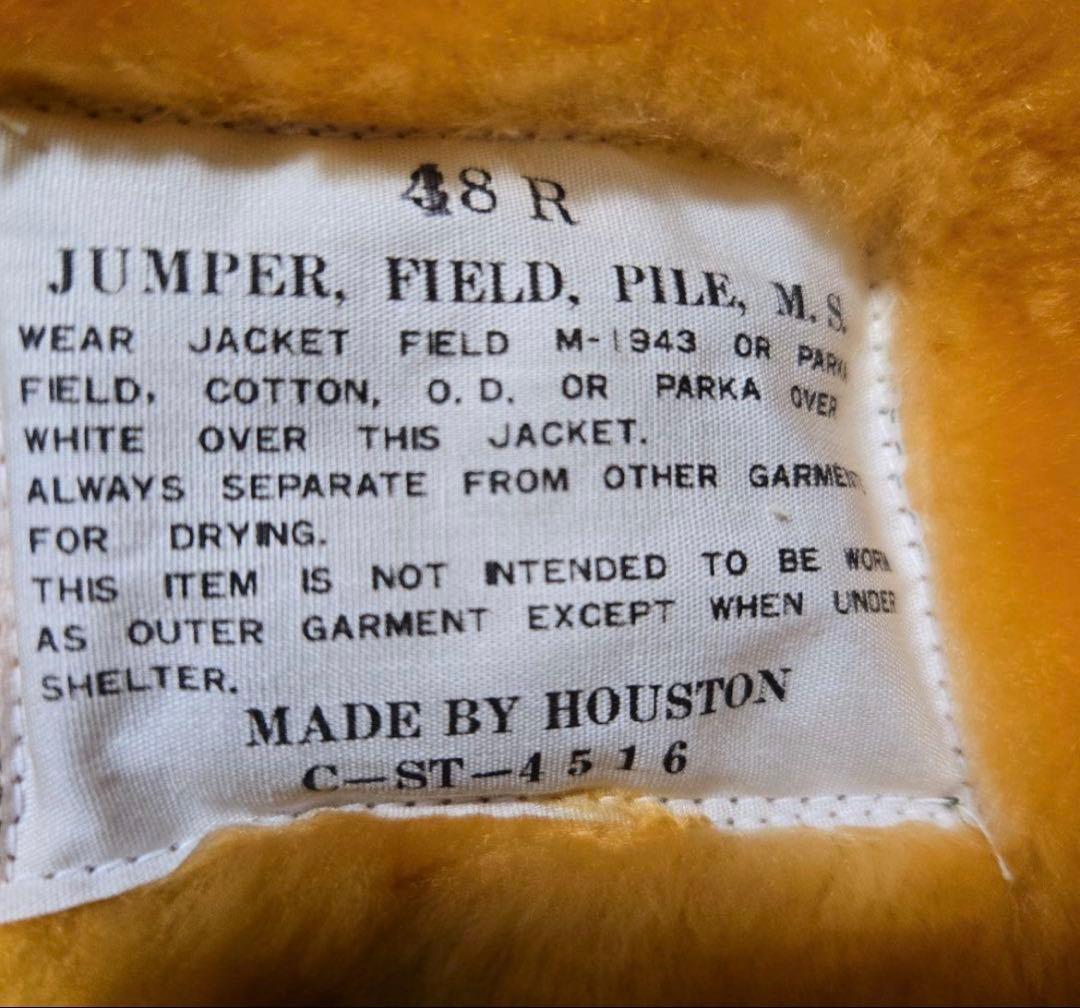 48 R
JUMPER, FIELD, PILE, M. S.
WEAR JACKET FIELD M-1943 OR PARKA
FIELD, COTTON, O. D. OR PARKA OVER
WHITE OVER THIS JACKET.
ALWAYS SEPARATE FROM OTHER GARMENT
FOR DRYING.
THIS ITEM IS NOT INTENDED TO BE WORN
AS OUTER GARMENT EXCEPT WHEN UNDER
SHELTER.
MADE BY HOUSTON
C-ST-4516